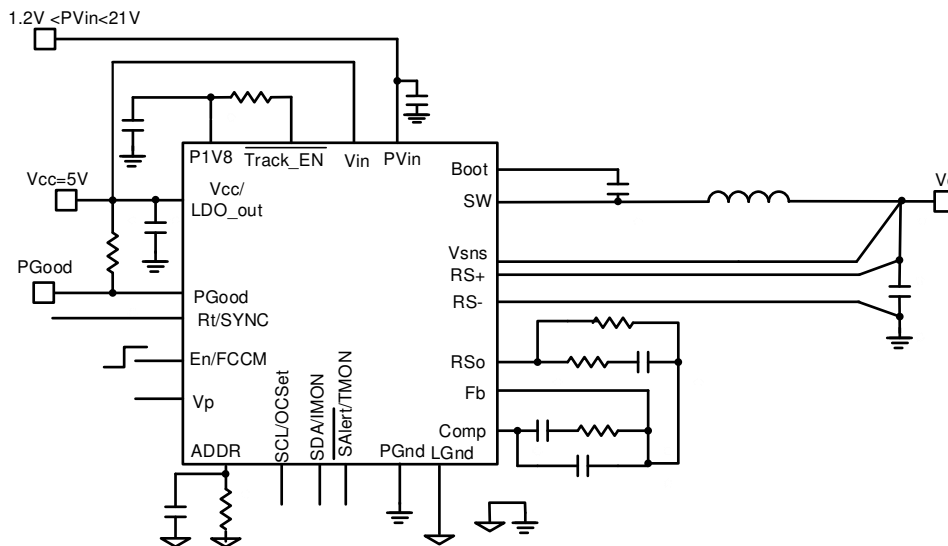 1.2V <PVin<21V
P1V8
Track_EN
Vin
PVin
Boot
Vcc=5V
Vcc/
LDO_out
SW
Vsns
RS+
PGood
PGood
RS-
Rt/SYNC
En/FCCM
RSo
Fb
Vp
Comp
ADDR
SCL/OCSet
SDA/IMON
SAlert/TMON
PGnd
LGnd